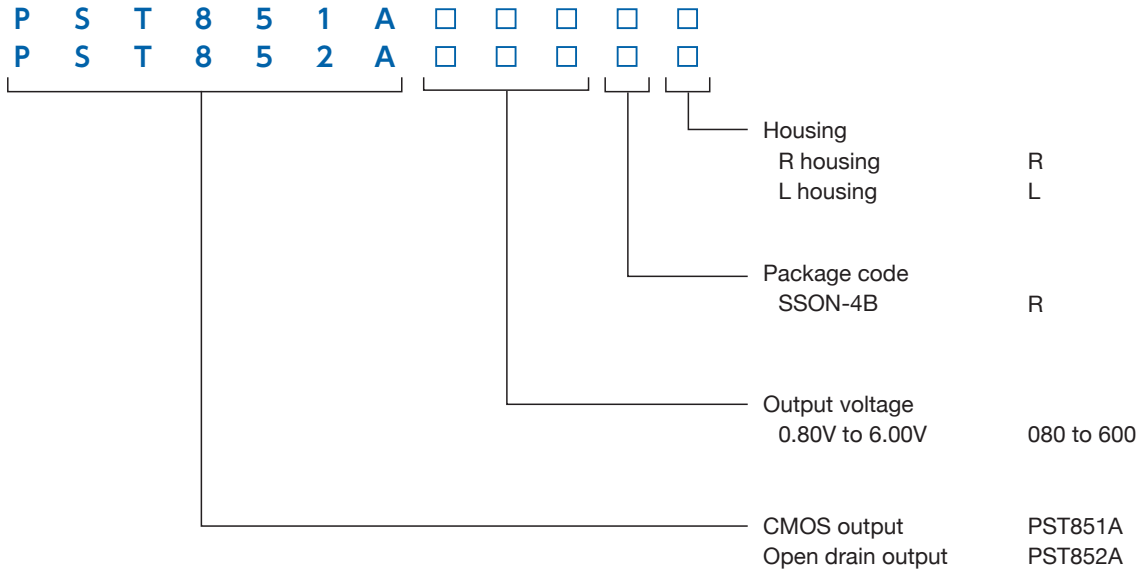 P S T 8 5 1 A □ □ □ □ □
P S T 8 5 2 A □ □ □ □ □
Housing
R housing R
L housing L
Package code
SSON-4B R
Output voltage
0.80V to 6.00V 080 to 600
CMOS output PST851A
Open drain output PST852A